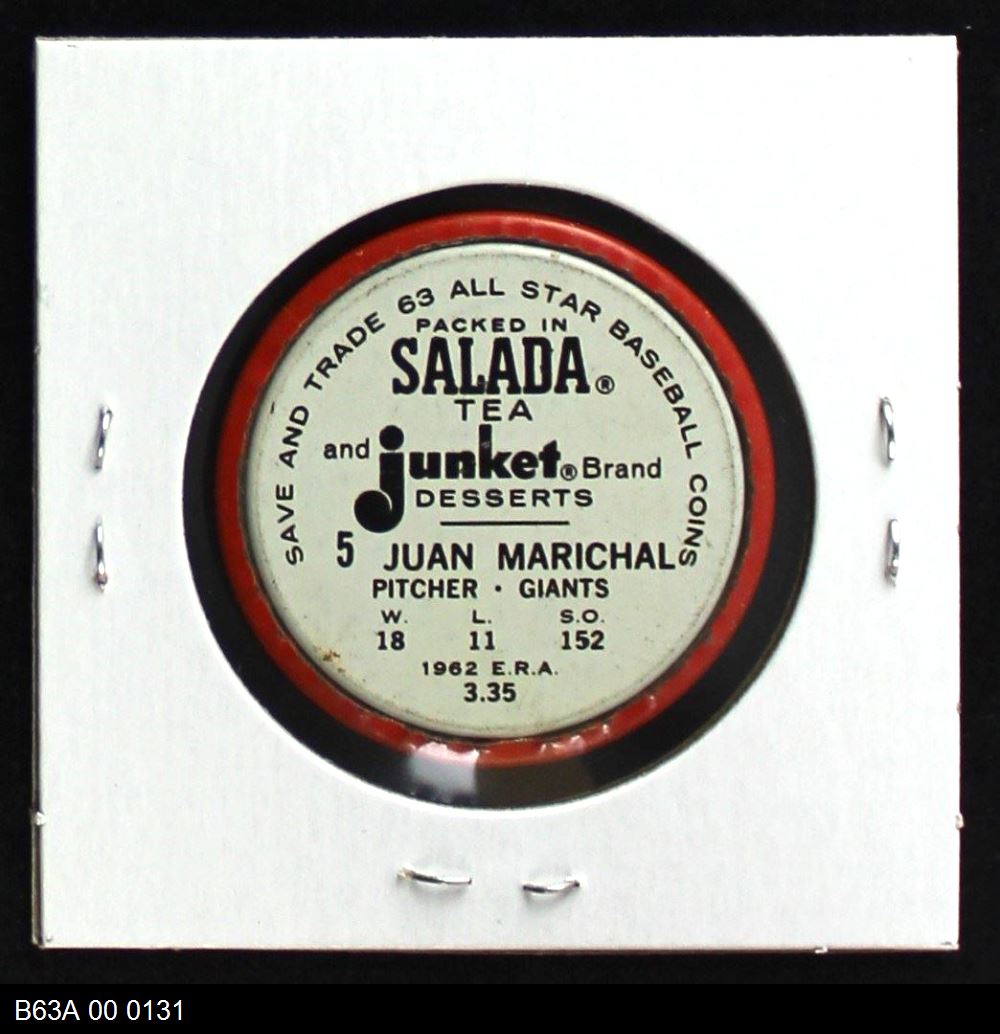 SAVE AND TRADE 63 ALL STAR BASEBALL COINS
PACKED IN
SALADA®
TEA
and junket® Brand
DESSERTS
5 JUAN MARICHAL
PITCHER · GIANTS
W. L. S.O.
18 11 152
1962 E.R.A.
3.35
B63A 00 0131